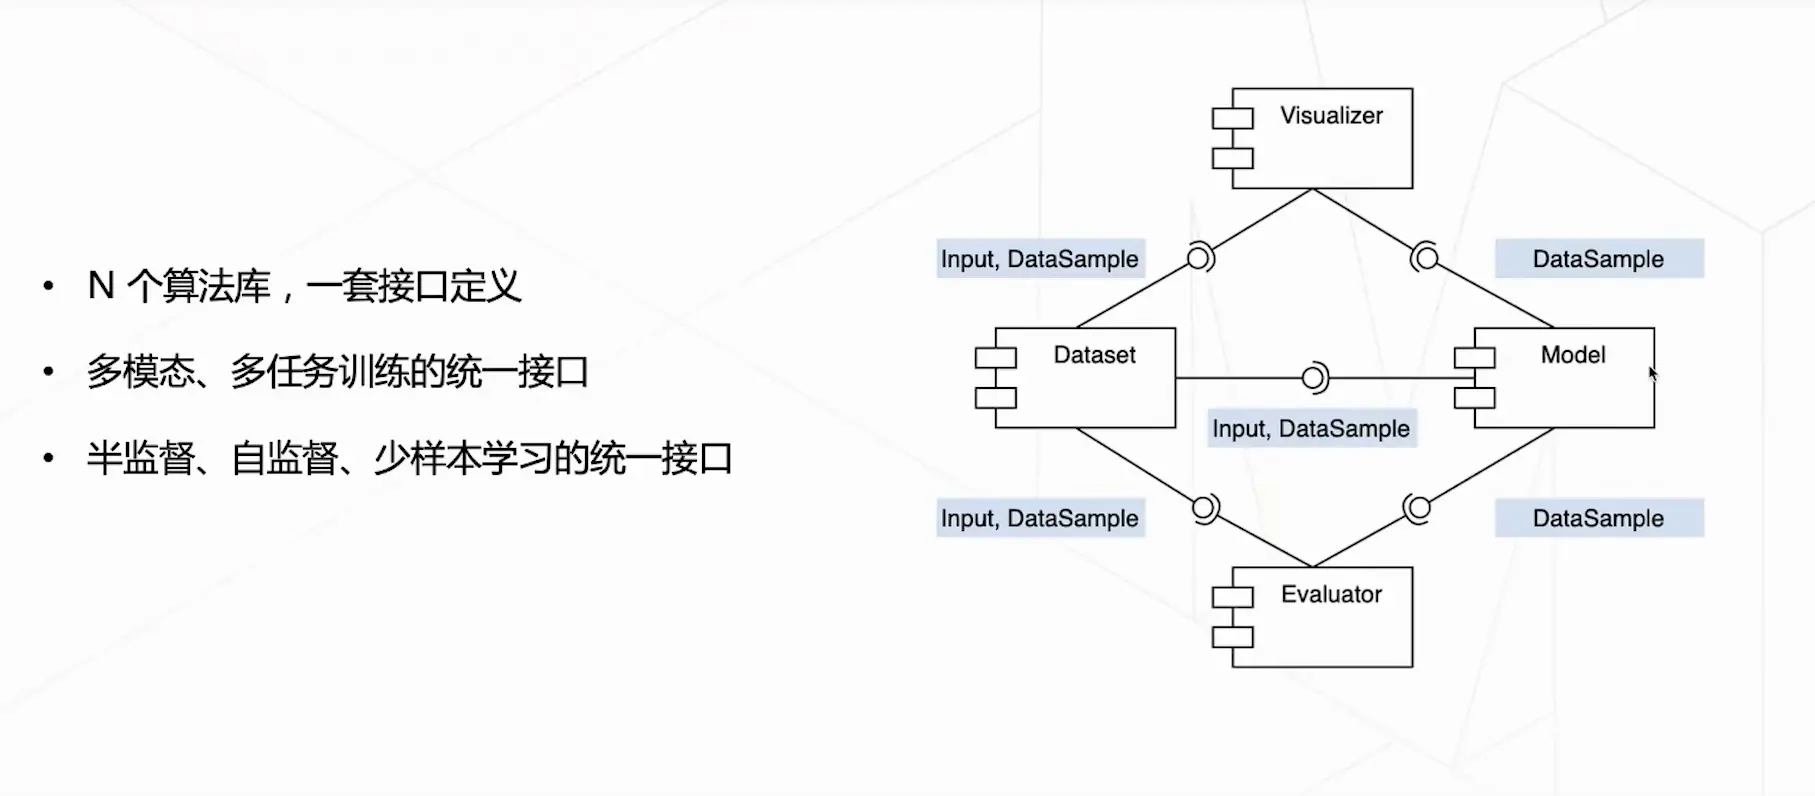 N 个算法库，一套接口定义
多模态、多任务训练的统一接口
半监督、自监督、少样本学习的统一接口
Visualizer
Input, DataSample
DataSample
Dataset
Model
Input, DataSample
Input, DataSample
DataSample
Evaluator